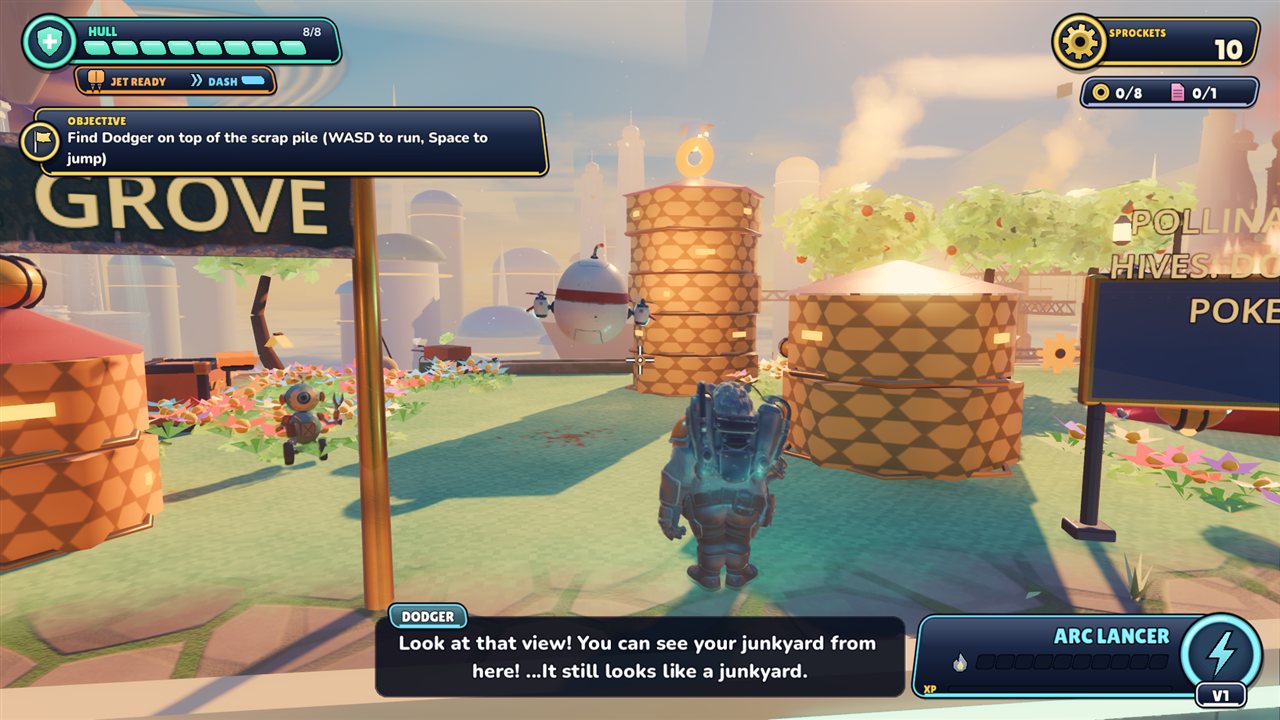 HULL
8/8
JET READY
DASH
SPROCKETS
10
0/8
0/1
OBJECTIVE
Find Dodger on top of the scrap pile (WASD to run, Space to
jump)
GROVE
HIVES.
POKE
DODGER
Look at that view! You can see your junkyard from
here! ...It still looks like a junkyard.
ARC LANCER
XP
V1